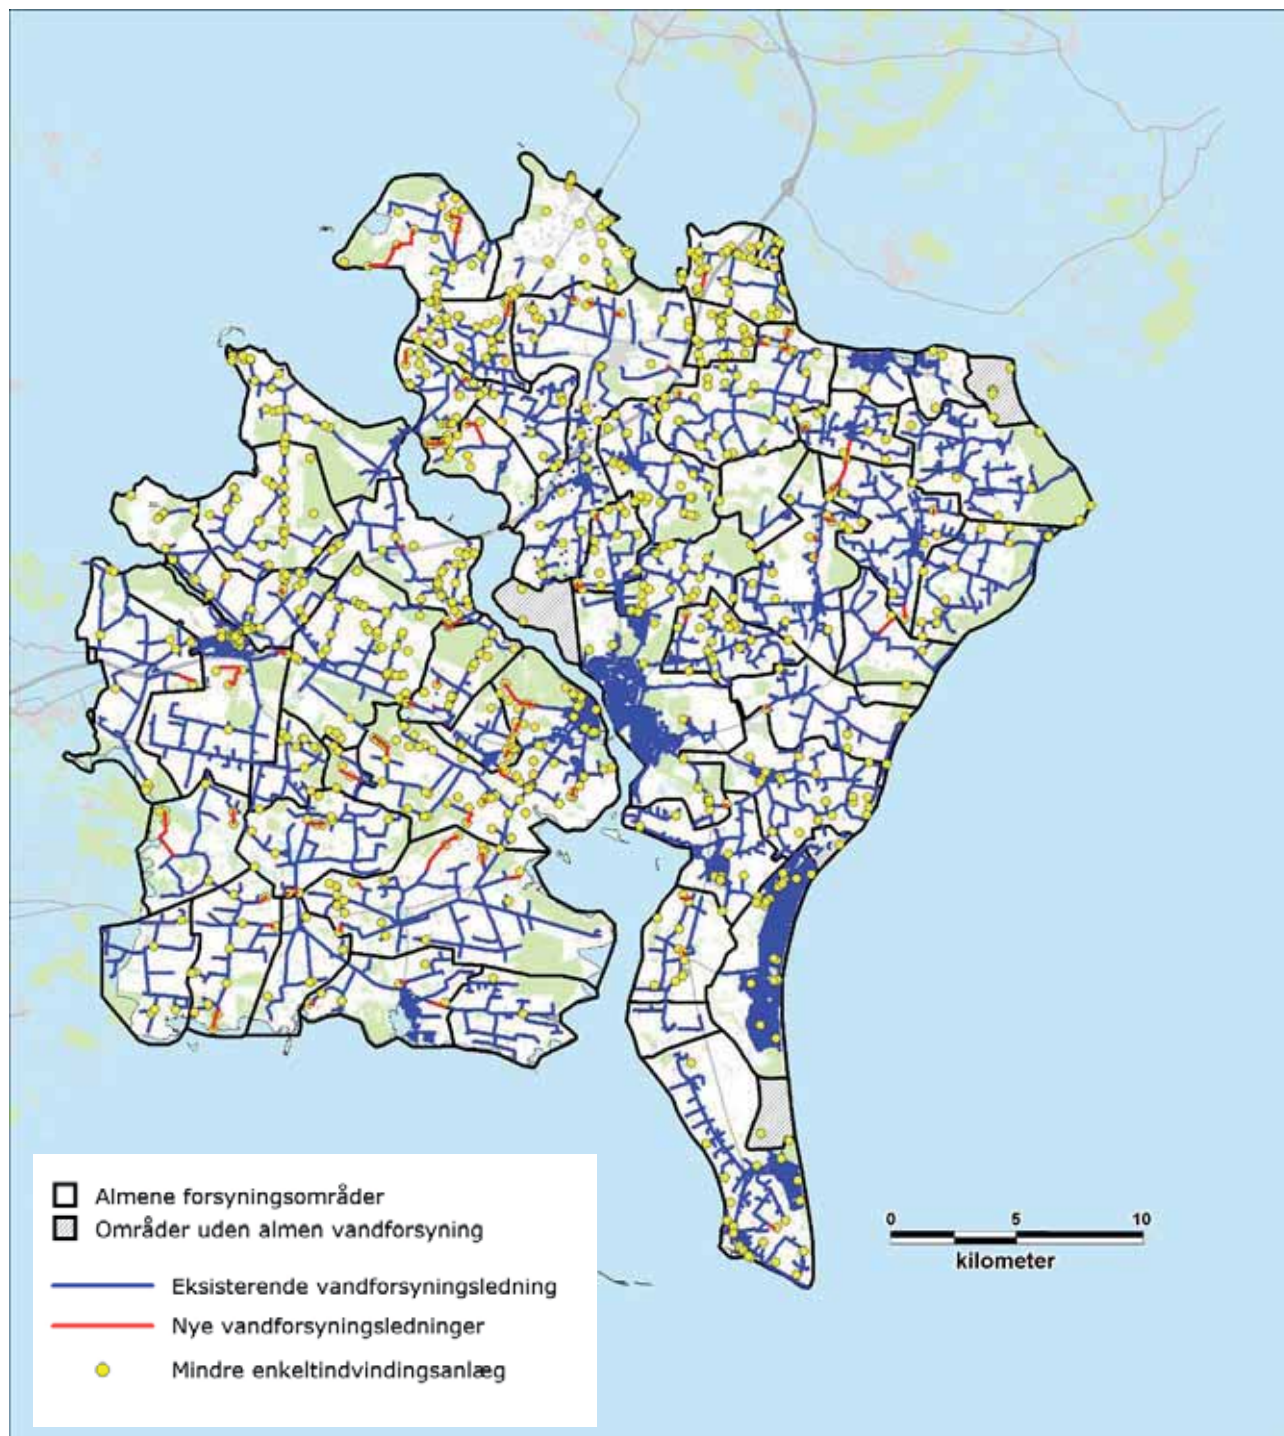 Almene forsyningsområder
Områder uden almen vandforsyning
Eksisterende vandforsyningsledning
Nye vandforsyningsledninger
Mindre enkeltindvindingsanlæg
0 5 10
kilometer